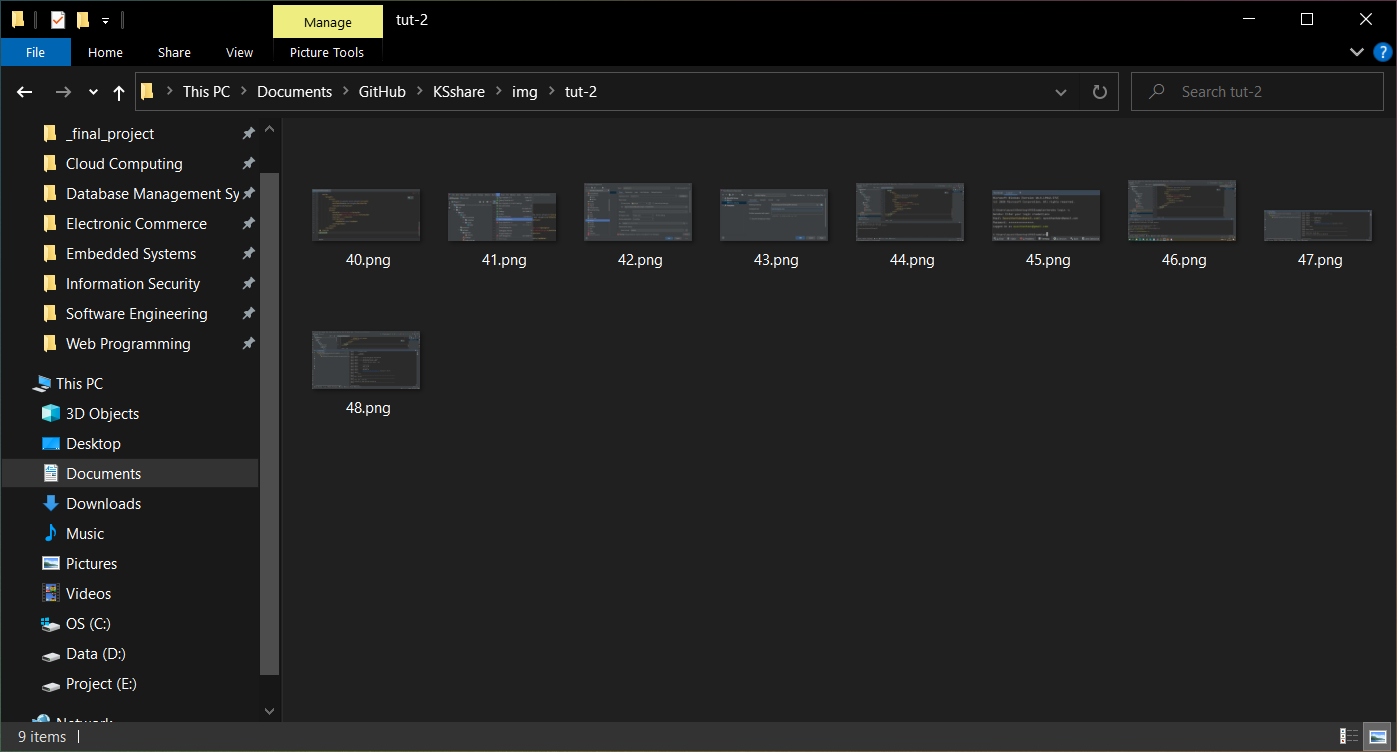 Manage
tut-2
File
Home
Share
View
Picture Tools
?
This PC > Documents > GitHub > KSshare > img > tut-2
Search tut-2
_final_project
Cloud Computing
Database Management Sy
Electronic Commerce
Embedded Systems
Information Security
Software Engineering
Web Programming
This PC
3D Objects
Desktop
Documents
Downloads
Music
Pictures
Videos
OS (C:)
Data (D:)
Project (E:)
Network
40.png
41.png
42.png
43.png
44.png
45.png
46.png
47.png
48.png
9 items